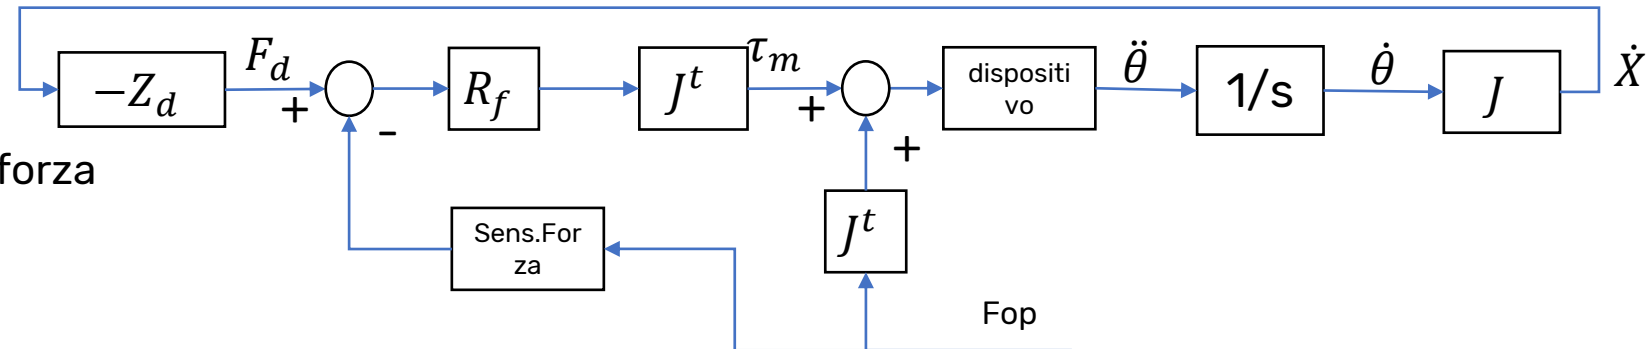 −Z_d
F_d
+
-
R_f
J^t
τ_m
+
+
dispositi
vo
θ̈
1/s
θ̇
J
Ẋ
forza
Sens.For
za
J^t
Fop